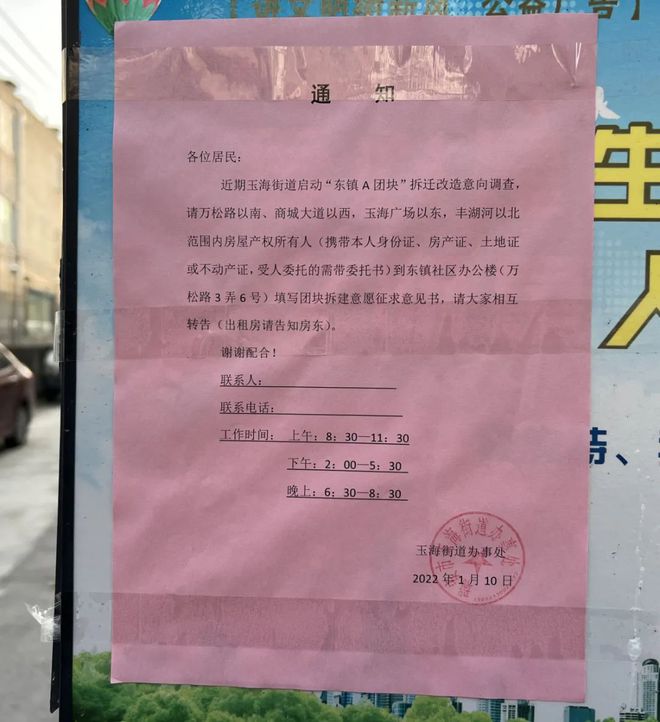 公益广告】
通 知
各位居民：
近期玉海街道启动“东镇 A 团块”拆迁改造意向调查，
请万松路以南、商城大道以西，玉海广场以东，丰湖河以北
范围内房屋产权所有人（携带本人身份证、房产证、土地证
或不动产证，受人委托的需带委托书）到东镇社区办公楼（万
松路 3 弄 6 号）填写团块拆建意愿征求意见书，请大家相互
转告（出租房请告知房东）。
谢谢配合！
联系人：
联系电话：
工作时间： 上午：8：30—11：30
下午：2：00—5：30
晚上：6：30—8：30
玉海街道办事处
2022 年 1 月 10 日
生
人